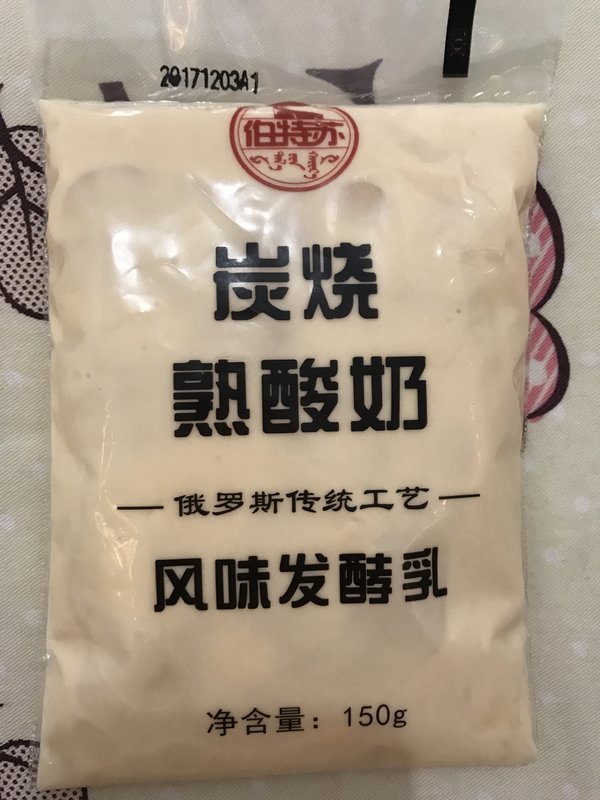 20171203A1
伯特苏
炭烧
熟酸奶
俄罗斯传统工艺
风味发酵乳
净含量：150g